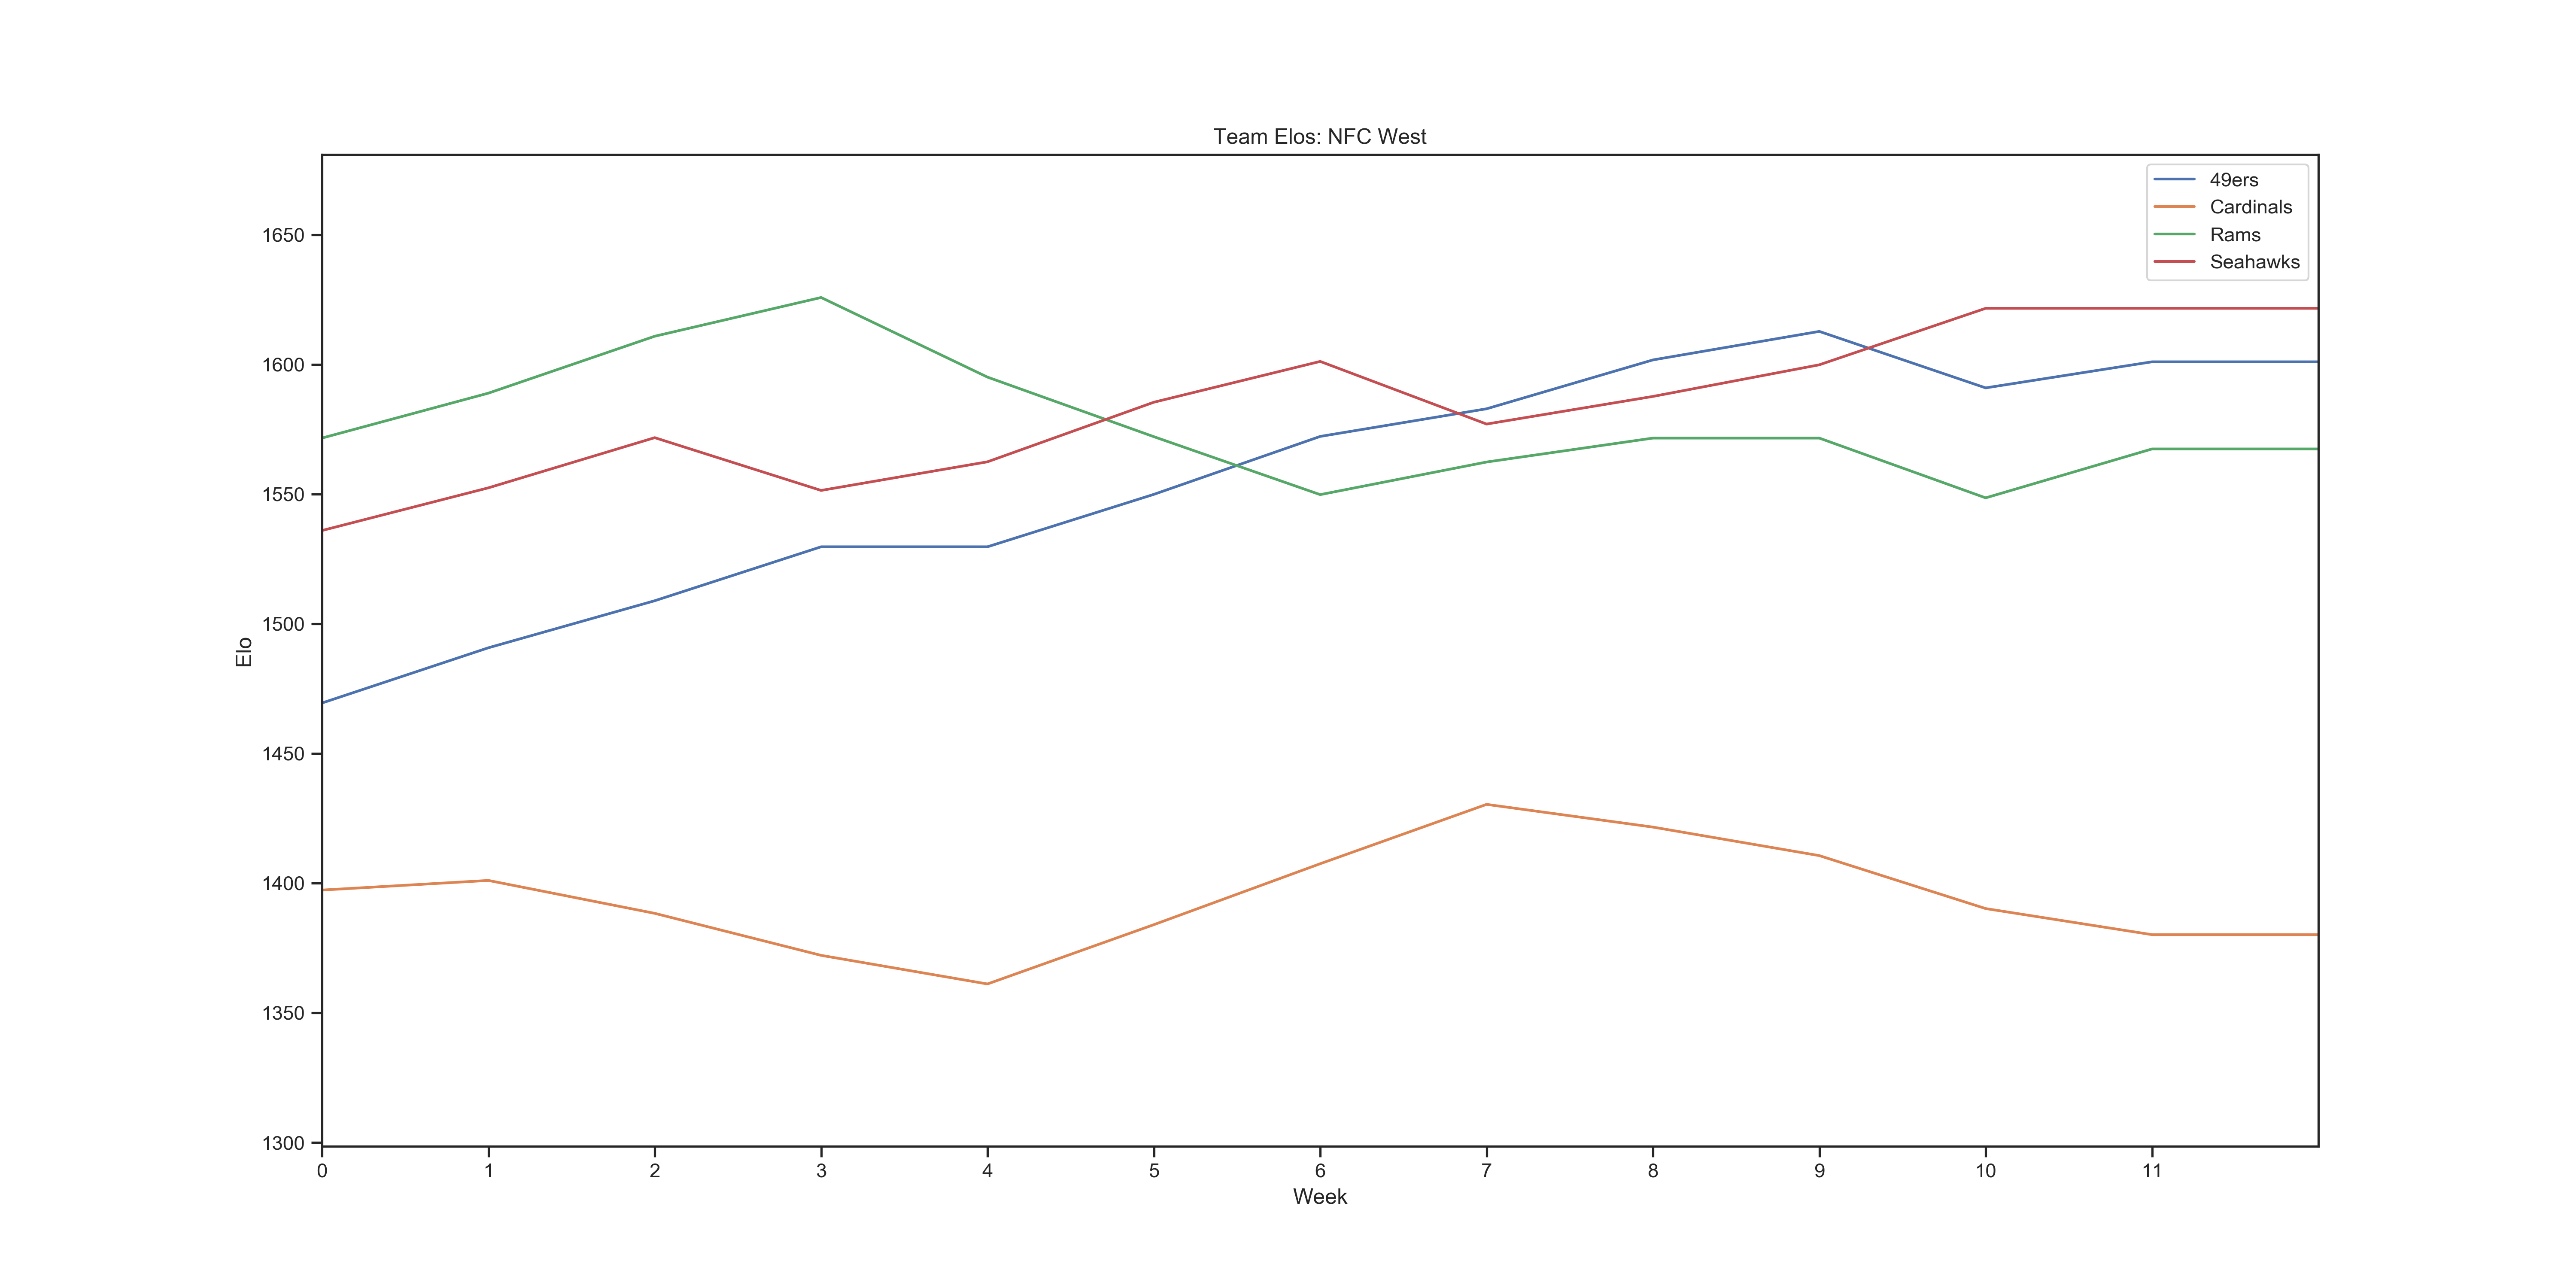 Team Elos: NFC West
49ers
Cardinals
Rams
Seahawks
1650
1600
1550
1500
1450
1400
1350
1300
Elo
0 1 2 3 4 5 6 7 8 9 10 11
Week